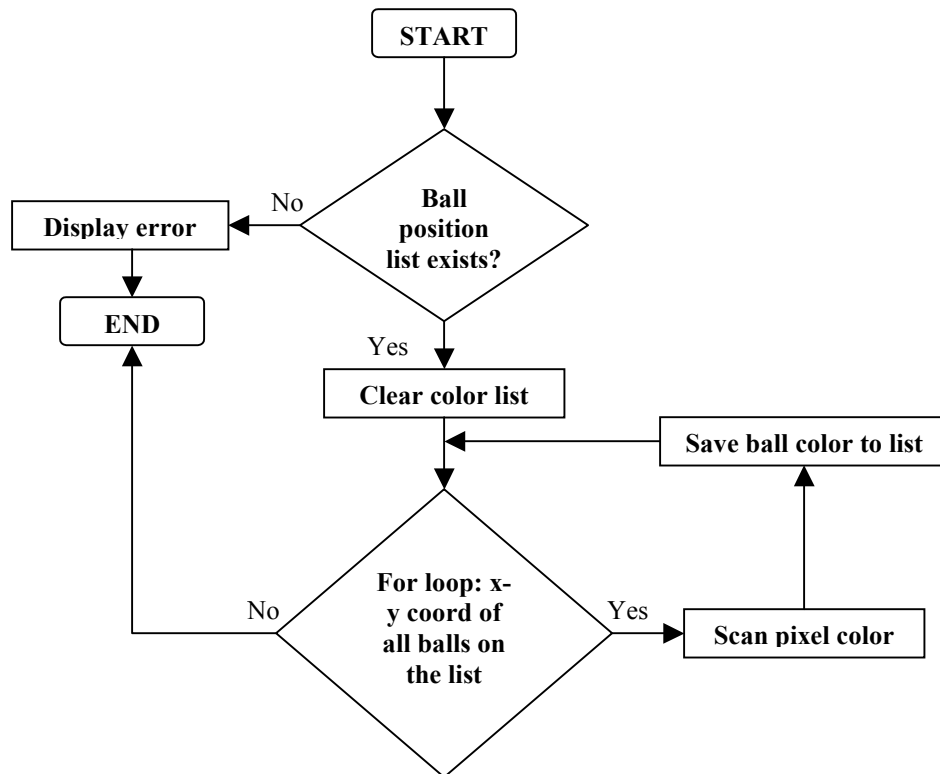 START
Ball
position
list exists?
No
Display error
END
Yes
Clear color list
Save ball color to list
For loop: x-
y coord of
all balls on
the list
No
Yes
Scan pixel color